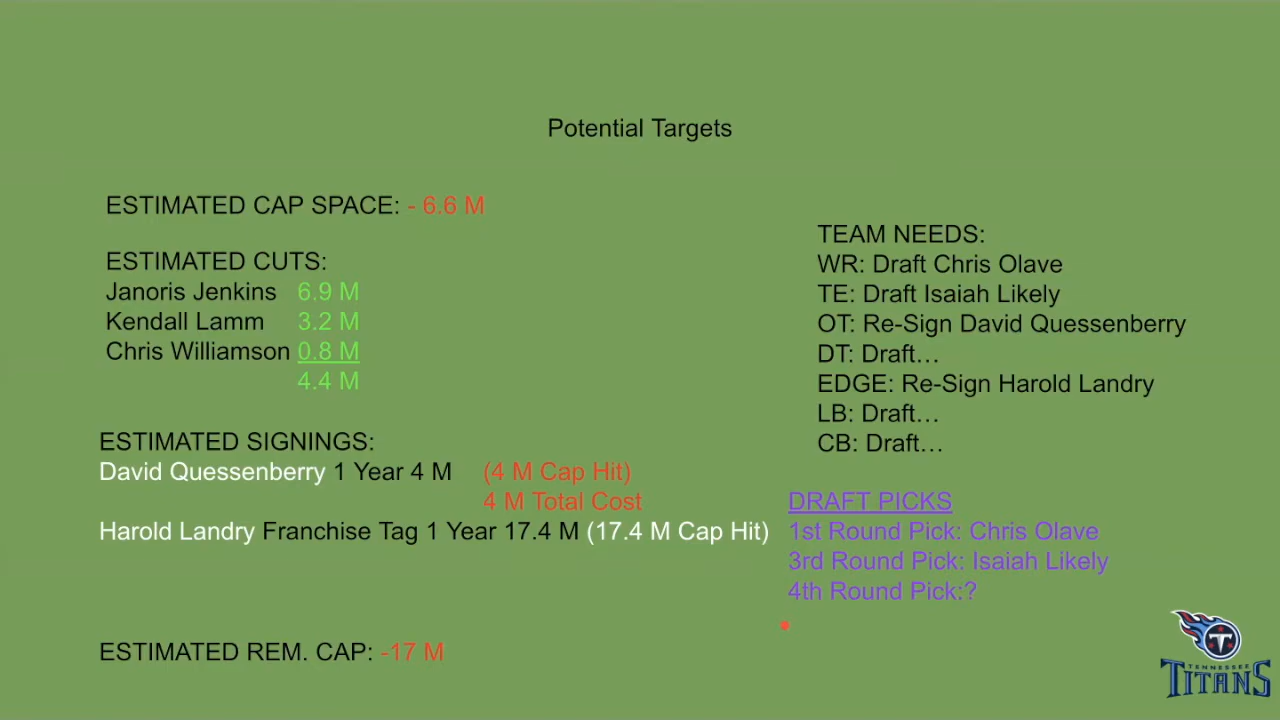 Potential Targets
ESTIMATED CAP SPACE: - 6.6 M
ESTIMATED CUTS:
Janoris Jenkins 6.9 M
Kendall Lamm 3.2 M
Chris Williamson 0.8 M
4.4 M
ESTIMATED SIGNINGS:
David Quessenberry 1 Year 4 M (4 M Cap Hit)
4 M Total Cost
Harold Landry Franchise Tag 1 Year 17.4 M (17.4 M Cap Hit)
ESTIMATED REM. CAP: -17 M
TEAM NEEDS:
WR: Draft Chris Olave
TE: Draft Isaiah Likely
OT: Re-Sign David Quessenberry
DT: Draft…
EDGE: Re-Sign Harold Landry
LB: Draft…
CB: Draft…
DRAFT PICKS
1st Round Pick: Chris Olave
3rd Round Pick: Isaiah Likely
4th Round Pick:?
T
TENNESSEE
TITANS